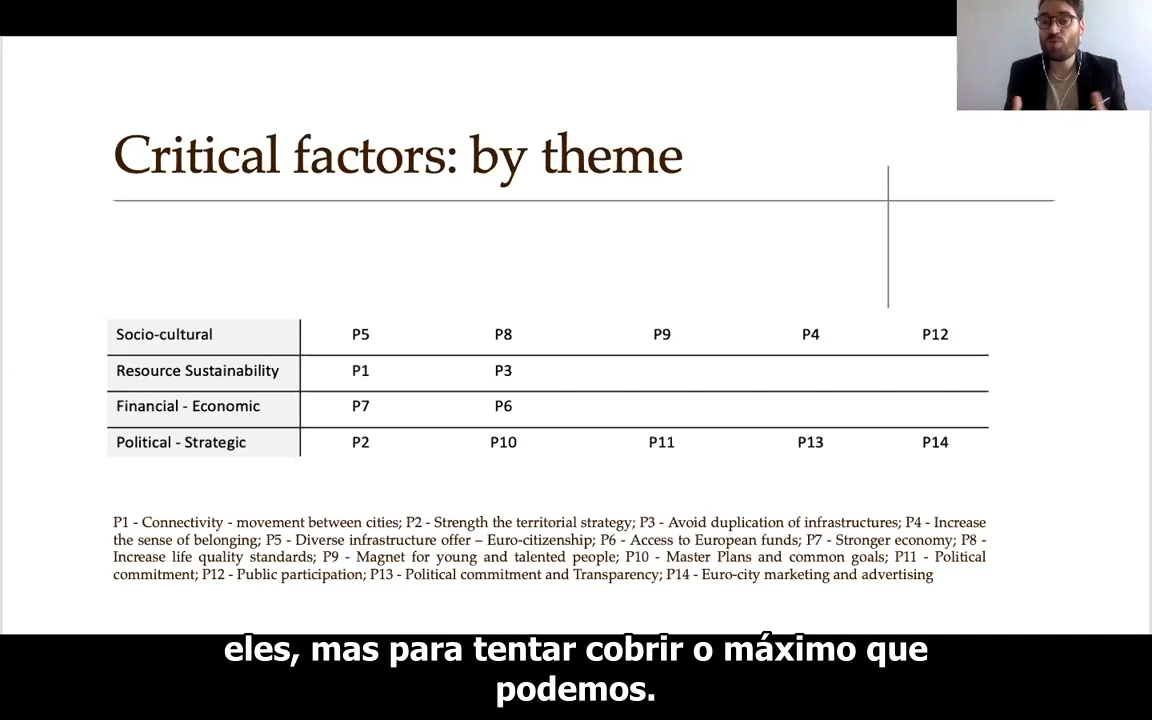 Critical factors: by theme
Socio-cultural P5 P8 P9 P4 P12
Resource Sustainability P1 P3
Financial - Economic P7 P6
Political - Strategic P2 P10 P11 P13 P14
P1 - Connectivity - movement between cities; P2 - Strength the territorial strategy; P3 - Avoid duplication of infrastructures; P4 - Increase
the sense of belonging; P5 - Diverse infrastructure offer – Euro-citizenship; P6 - Access to European funds; P7 - Stronger economy; P8 -
Increase life quality standards; P9 - Magnet for young and talented people; P10 - Master Plans and common goals; P11 - Political
commitment; P12 - Public participation; P13 - Political commitment and Transparency; P14 - Euro-city marketing and advertising
eles, mas para tentar cobrir o máximo que
podemos.